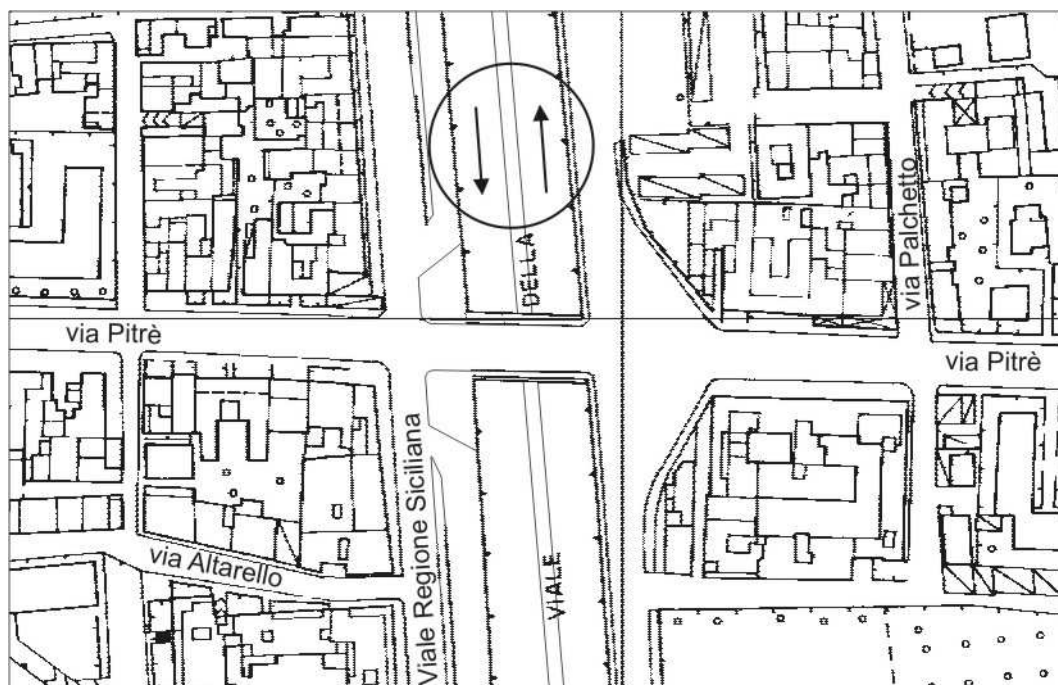 via Palchetto
DELLA
via Pitrè
via Pitrè
Viale Regione Siciliana
via Altarello
VIALE